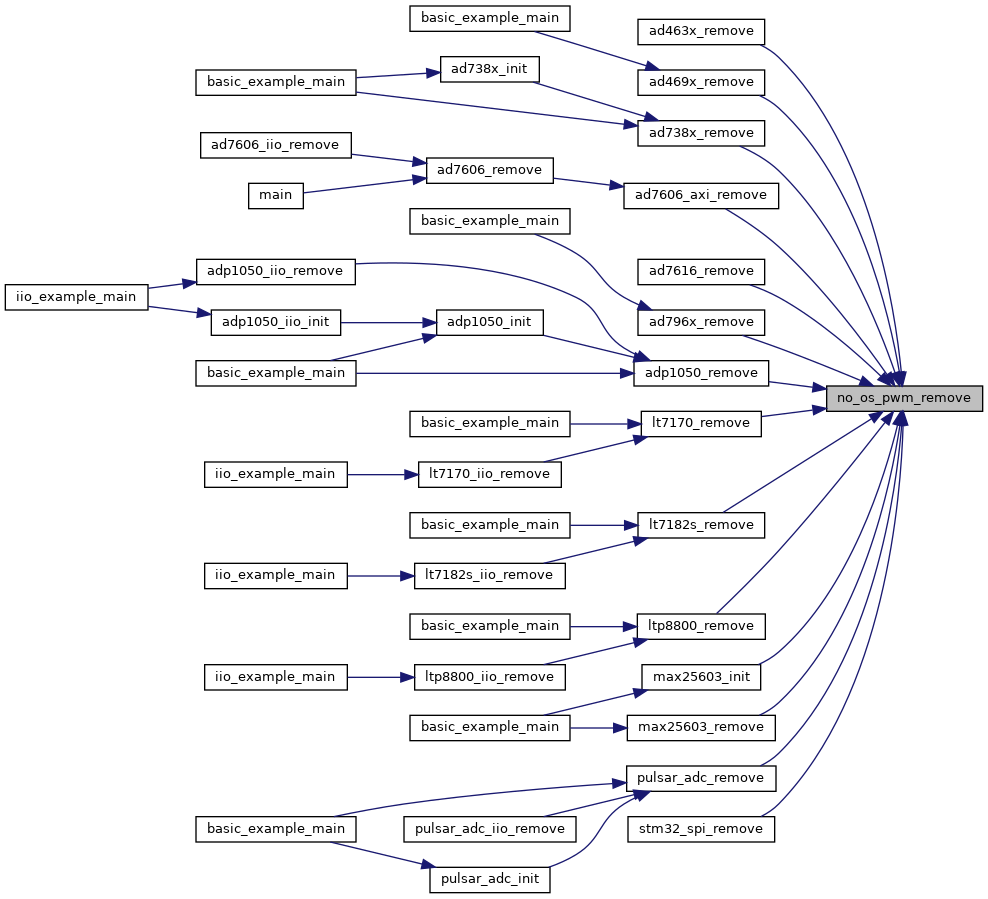 basic_example_main
ad463x_remove
ad738x_init
basic_example_main
ad469x_remove
ad738x_remove
ad7606_iio_remove
ad7606_remove
main
ad7606_axi_remove
basic_example_main
adp1050_iio_remove
ad7616_remove
iio_example_main
adp1050_iio_init
adp1050_init
ad796x_remove
basic_example_main
adp1050_remove
no_os_pwm_remove
basic_example_main
lt7170_remove
iio_example_main
lt7170_iio_remove
basic_example_main
lt7182s_remove
iio_example_main
lt7182s_iio_remove
basic_example_main
ltp8800_remove
iio_example_main
ltp8800_iio_remove
max25603_init
basic_example_main
max25603_remove
pulsar_adc_remove
basic_example_main
pulsar_adc_iio_remove
stm32_spi_remove
pulsar_adc_init